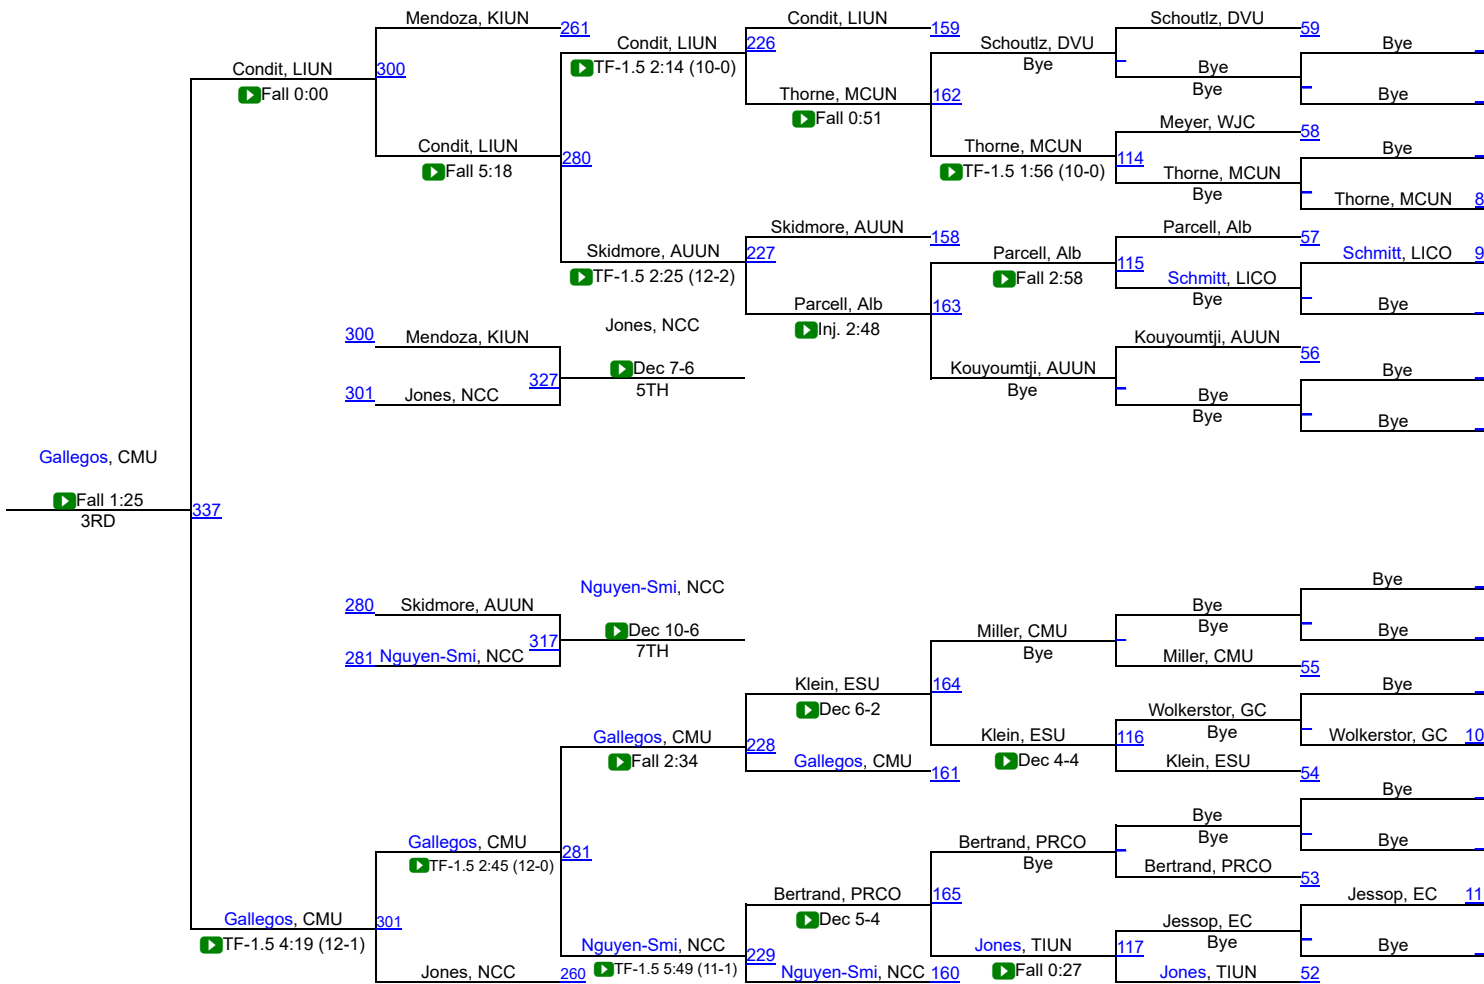 Mendoza, KIUN
261
Condit, LIUN
159
Schoutlz, DVU
59
Condit, LIUN
226
Schoutlz, DVU
Bye
Bye
Condit, LIUN
300
TF-1.5 2:14 (10-0)
Bye
Bye
Fall 0:00
Thorne, MCUN
162
Bye
Fall 0:51
Meyer, WJC
58
Condit, LIUN
280
Thorne, MCUN
114
Bye
Fall 5:18
TF-1.5 1:56 (10-0)
Thorne, MCUN
Bye
Thorne, MCUN
8
Skidmore, AUUN
158
Parcell, Alb
57
Skidmore, AUUN
227
Parcell, Alb
115
Schmitt, LICO
9
TF-1.5 2:25 (12-2)
Fall 2:58
Schmitt, LICO
Bye
Parcell, Alb
163
Bye
Inj. 2:48
300
Mendoza, KIUN
Jones, NCC
Kouyoumtji, AUUN
56
327
Dec 7-6
5TH
Kouyoumtji, AUUN
Bye
Bye
301
Jones, NCC
Bye
Bye
Bye
Gallegos, CMU
Fall 1:25
3RD
337
280
Skidmore, AUUN
Nguyen-Smi, NCC
Bye
317
Dec 10-6
7TH
Bye
Bye
Bye
281
Nguyen-Smi, NCC
Miller, CMU
Bye
Miller, CMU
55
Klein, ESU
164
Bye
Dec 6-2
Wolkerstor, GC
Bye
Gallegos, CMU
228
Klein, ESU
116
Wolkerstor, GC
10
Fall 2:34
Gallegos, CMU
161
Dec 4-4
Klein, ESU
54
Bye
Bye
Bye
Gallegos, CMU
281
Bertrand, PRCO
Bye
Bye
TF-1.5 2:45 (12-0)
Bertrand, PRCO
53
Bertrand, PRCO
165
Jessop, EC
11
Gallegos, CMU
301
Dec 5-4
Jessop, EC
Bye
TF-1.5 4:19 (12-1)
Nguyen-Smi, NCC
229
Jones, TIUN
117
Bye
Jones, NCC
260
TF-1.5 5:49 (11-1)
Nguyen-Smi, NCC
160
Fall 0:27
Jones, TIUN
52